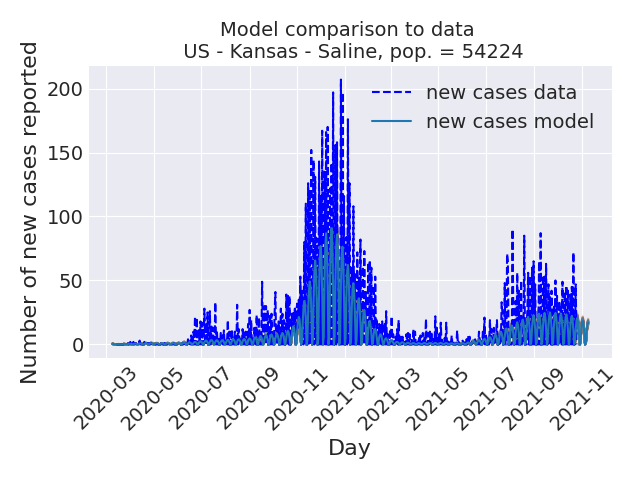 Model comparison to data
US - Kansas - Saline, pop. = 54224
Number of new cases reported
200
150
100
50
0
new cases data
new cases model
2020-03
2020-05
2020-07
2020-09
2020-11
2021-01
2021-03
2021-05
2021-07
2021-09
2021-11
Day